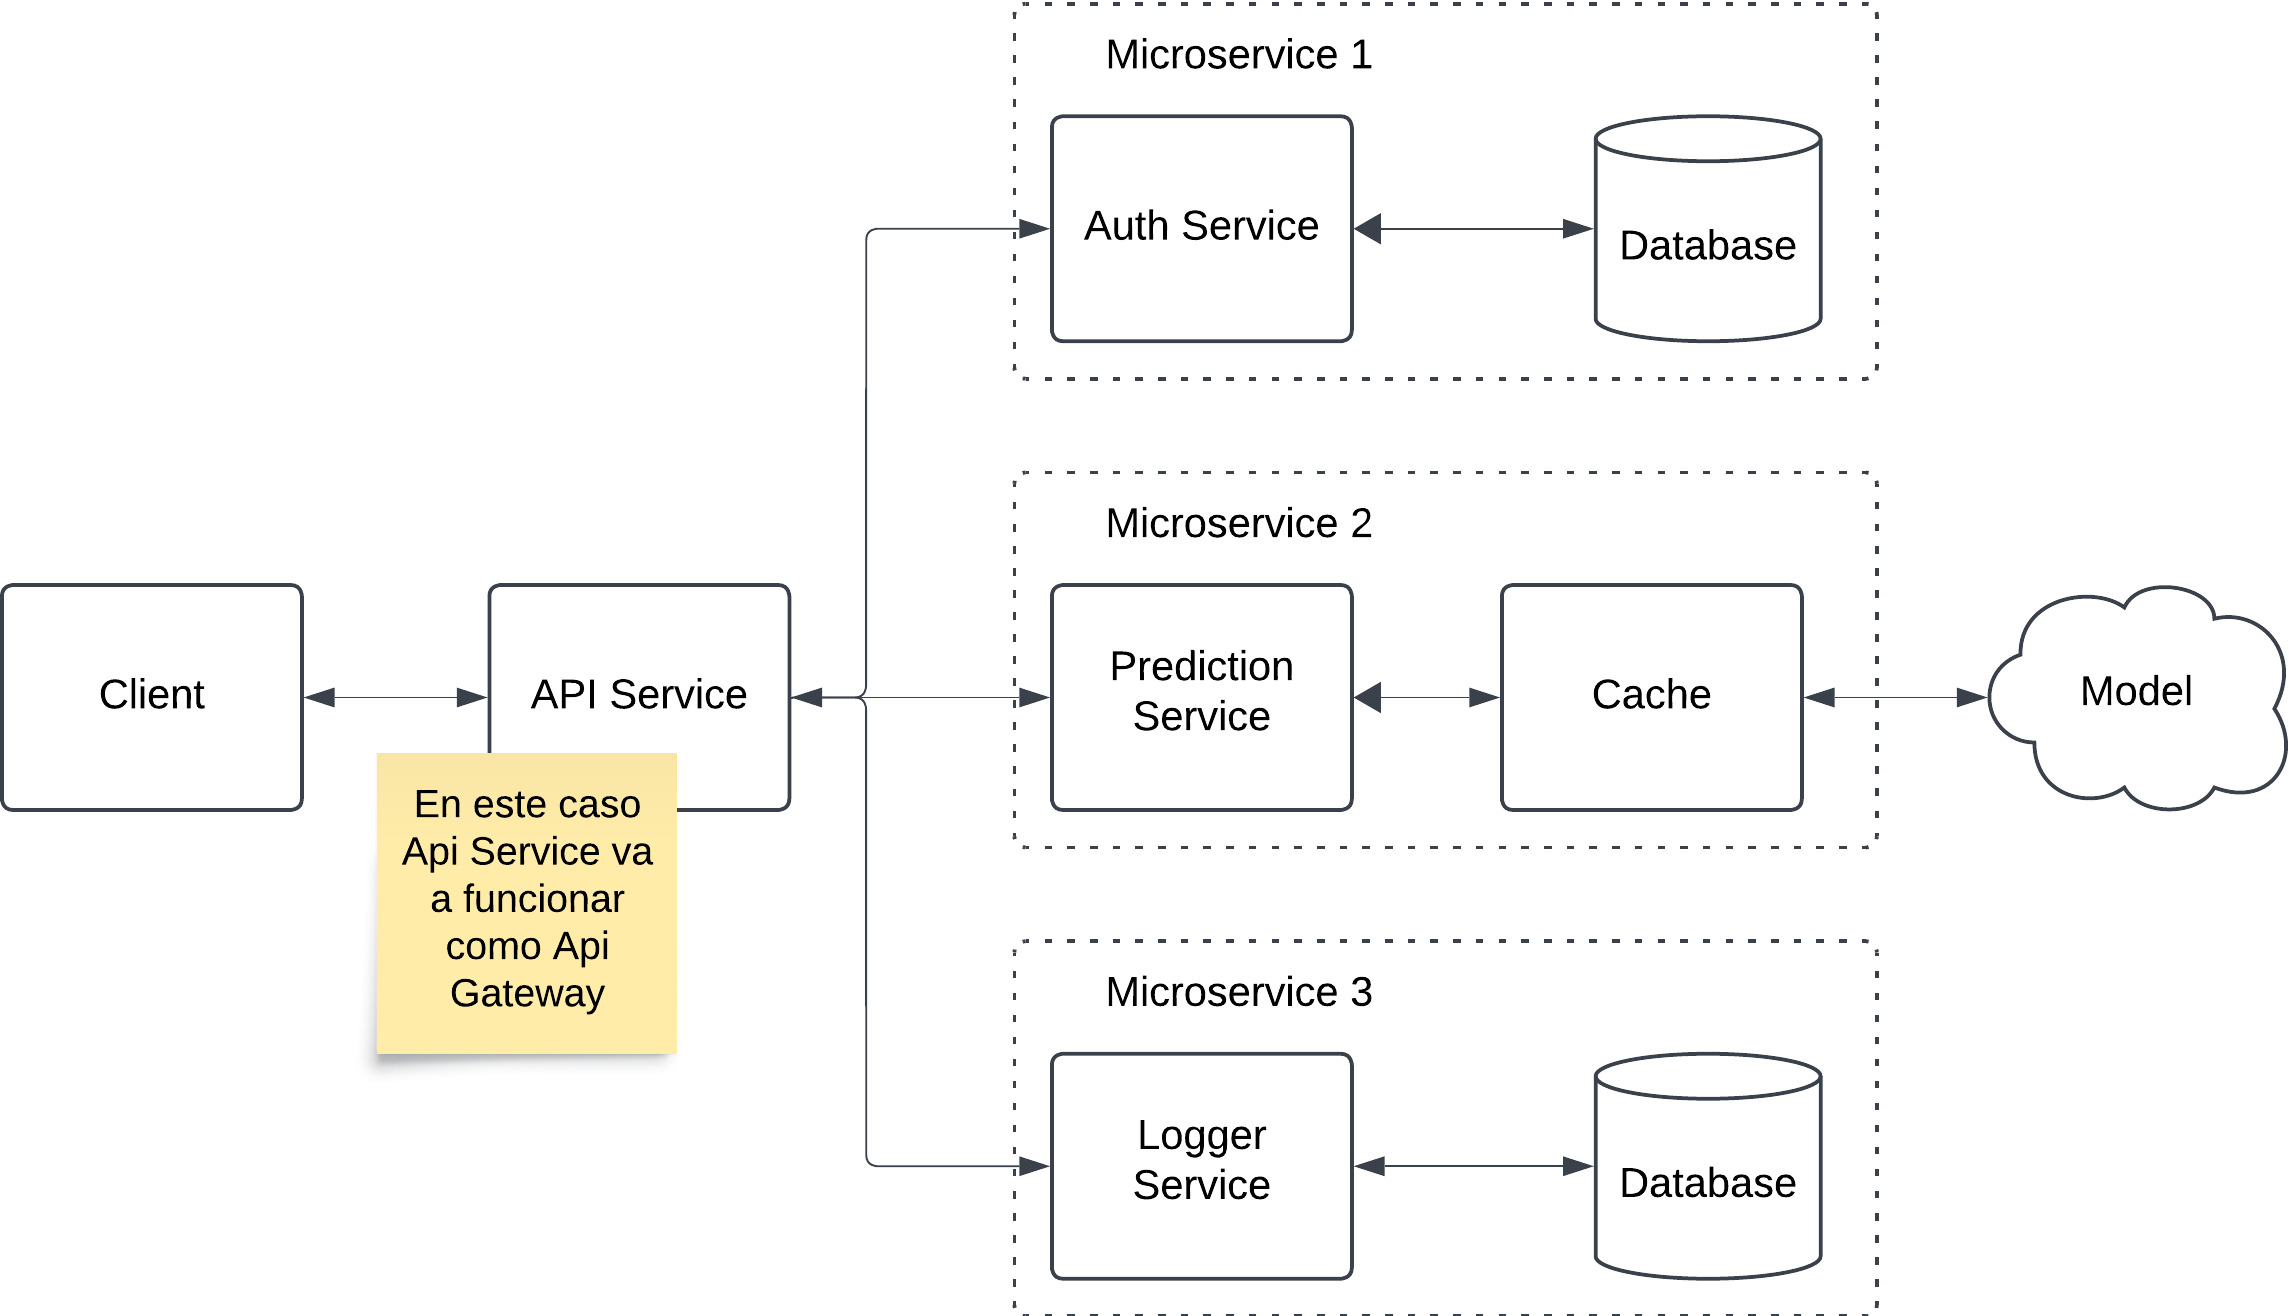 Microservice 1
Auth Service
Database
Microservice 2
Client
API Service
Prediction
Service
Cache
Model
En este caso
Api Service va
a funcionar
como Api
Gateway
Microservice 3
Logger
Service
Database